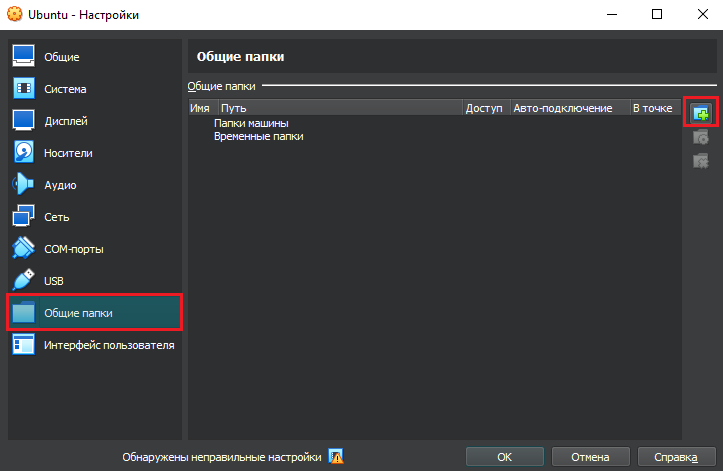 Ubuntu - Настройки
Общие
Система
Дисплей
Носители
Аудио
Сеть
COM-порты
USB
Общие папки
Интерфейс пользователя
Общие папки
Общие папки
Имя Путь Доступ Авто-подключение В точке
Папки машины
Временные папки
Обнаружены неправильные настройки
OK Отмена Справка